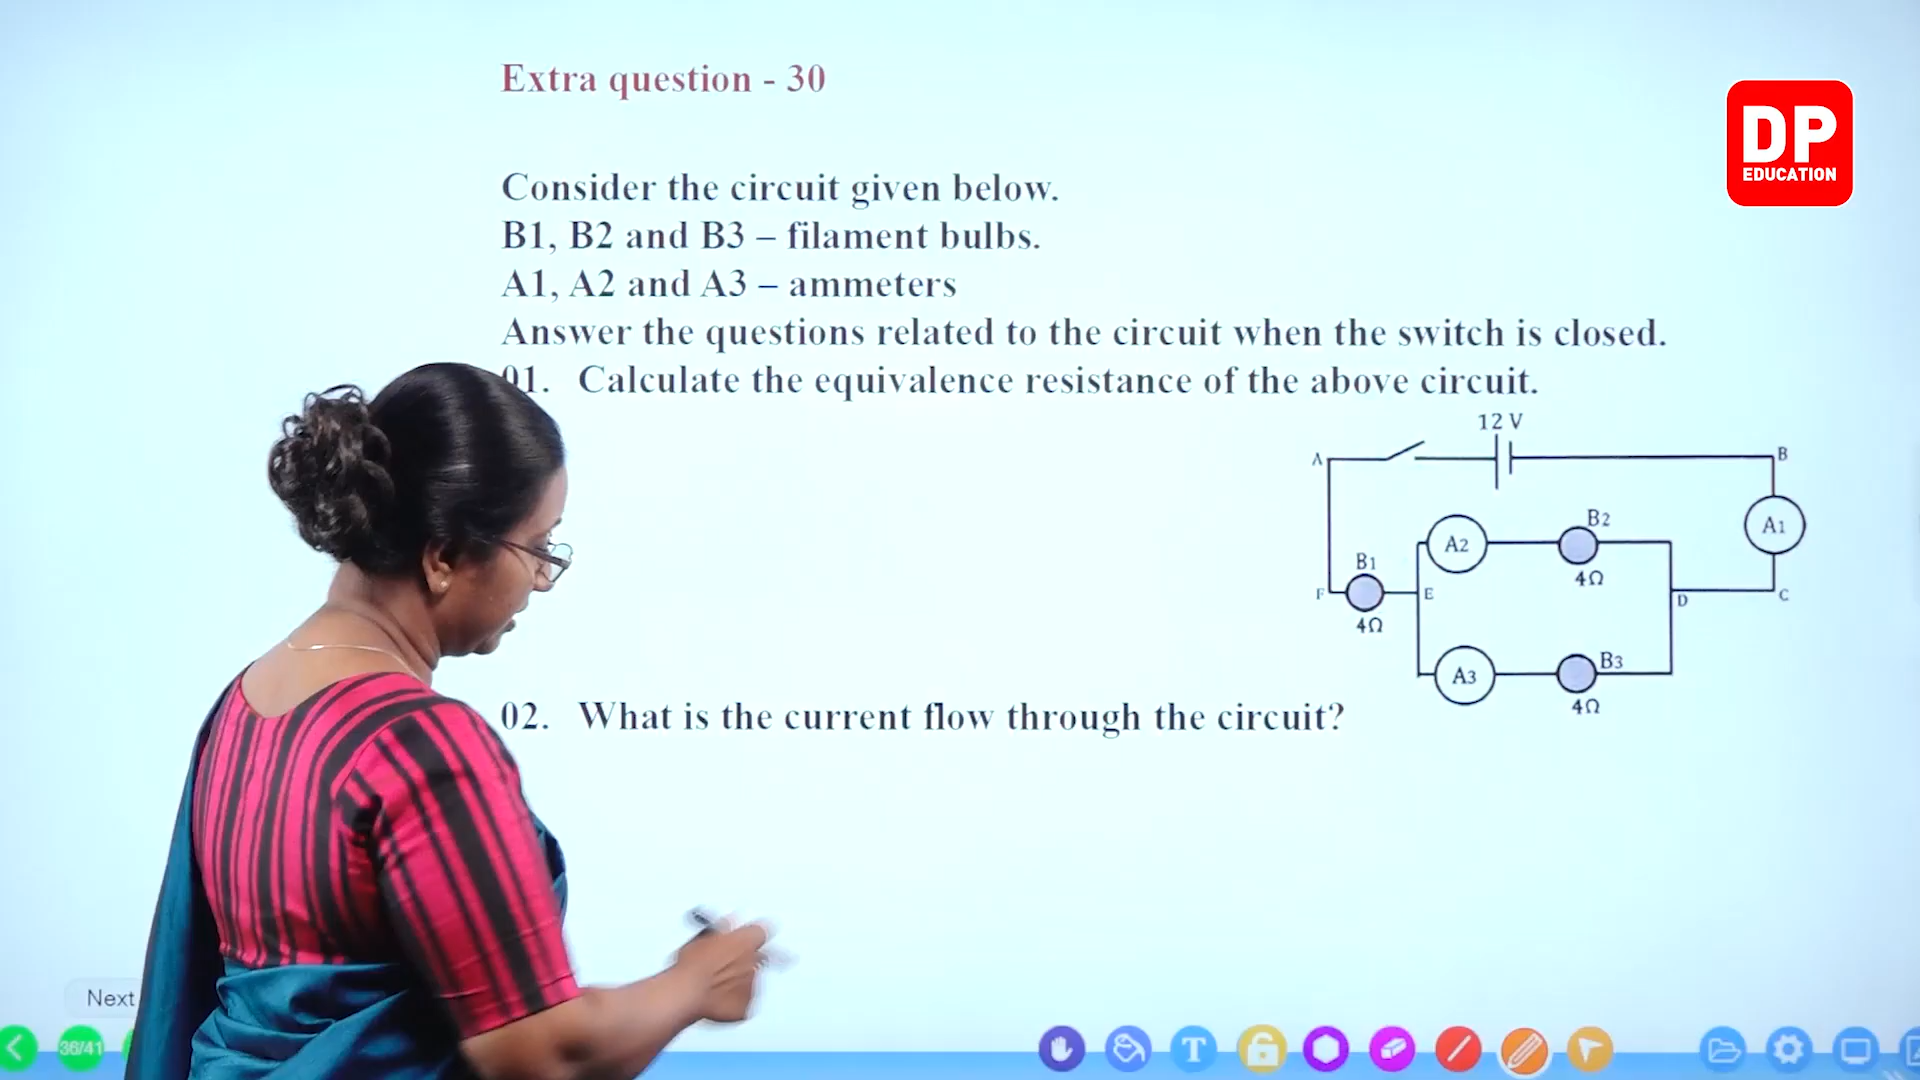 Extra question - 30
DP
EDUCATION
Consider the circuit given below.
B1, B2 and B3 – filament bulbs.
A1, A2 and A3 – ammeters
Answer the questions related to the circuit when the switch is closed.
01. Calculate the equivalence resistance of the above circuit.
12 V
A
B
B2
A1
A2
B1
4Ω
F
E
D
C
4Ω
B3
A3
4Ω
02. What is the current flow through the circuit?
Next
36/41
T